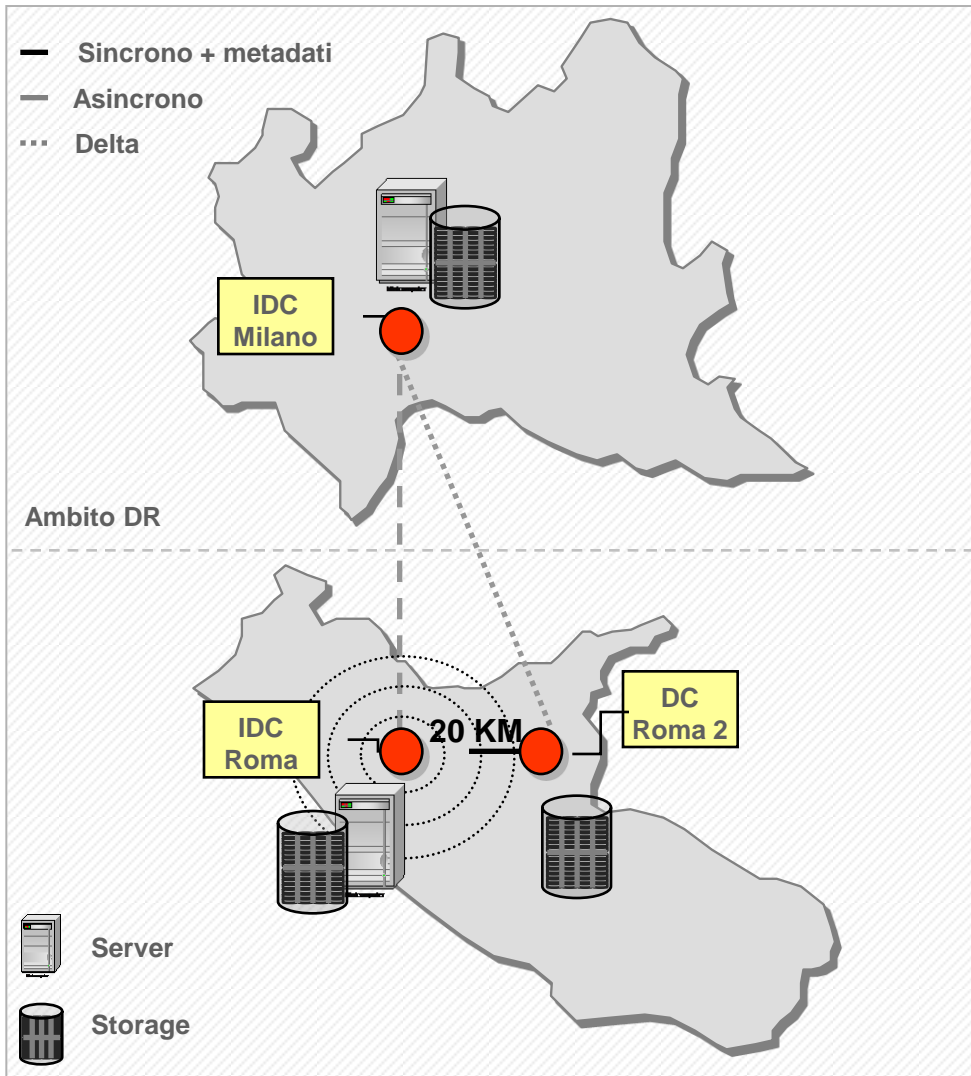 Sincrono + metadati
Asincrono
Delta
IDC
Milano
Ambito DR
IDC
Roma
20 KM
DC
Roma 2
Server
Storage